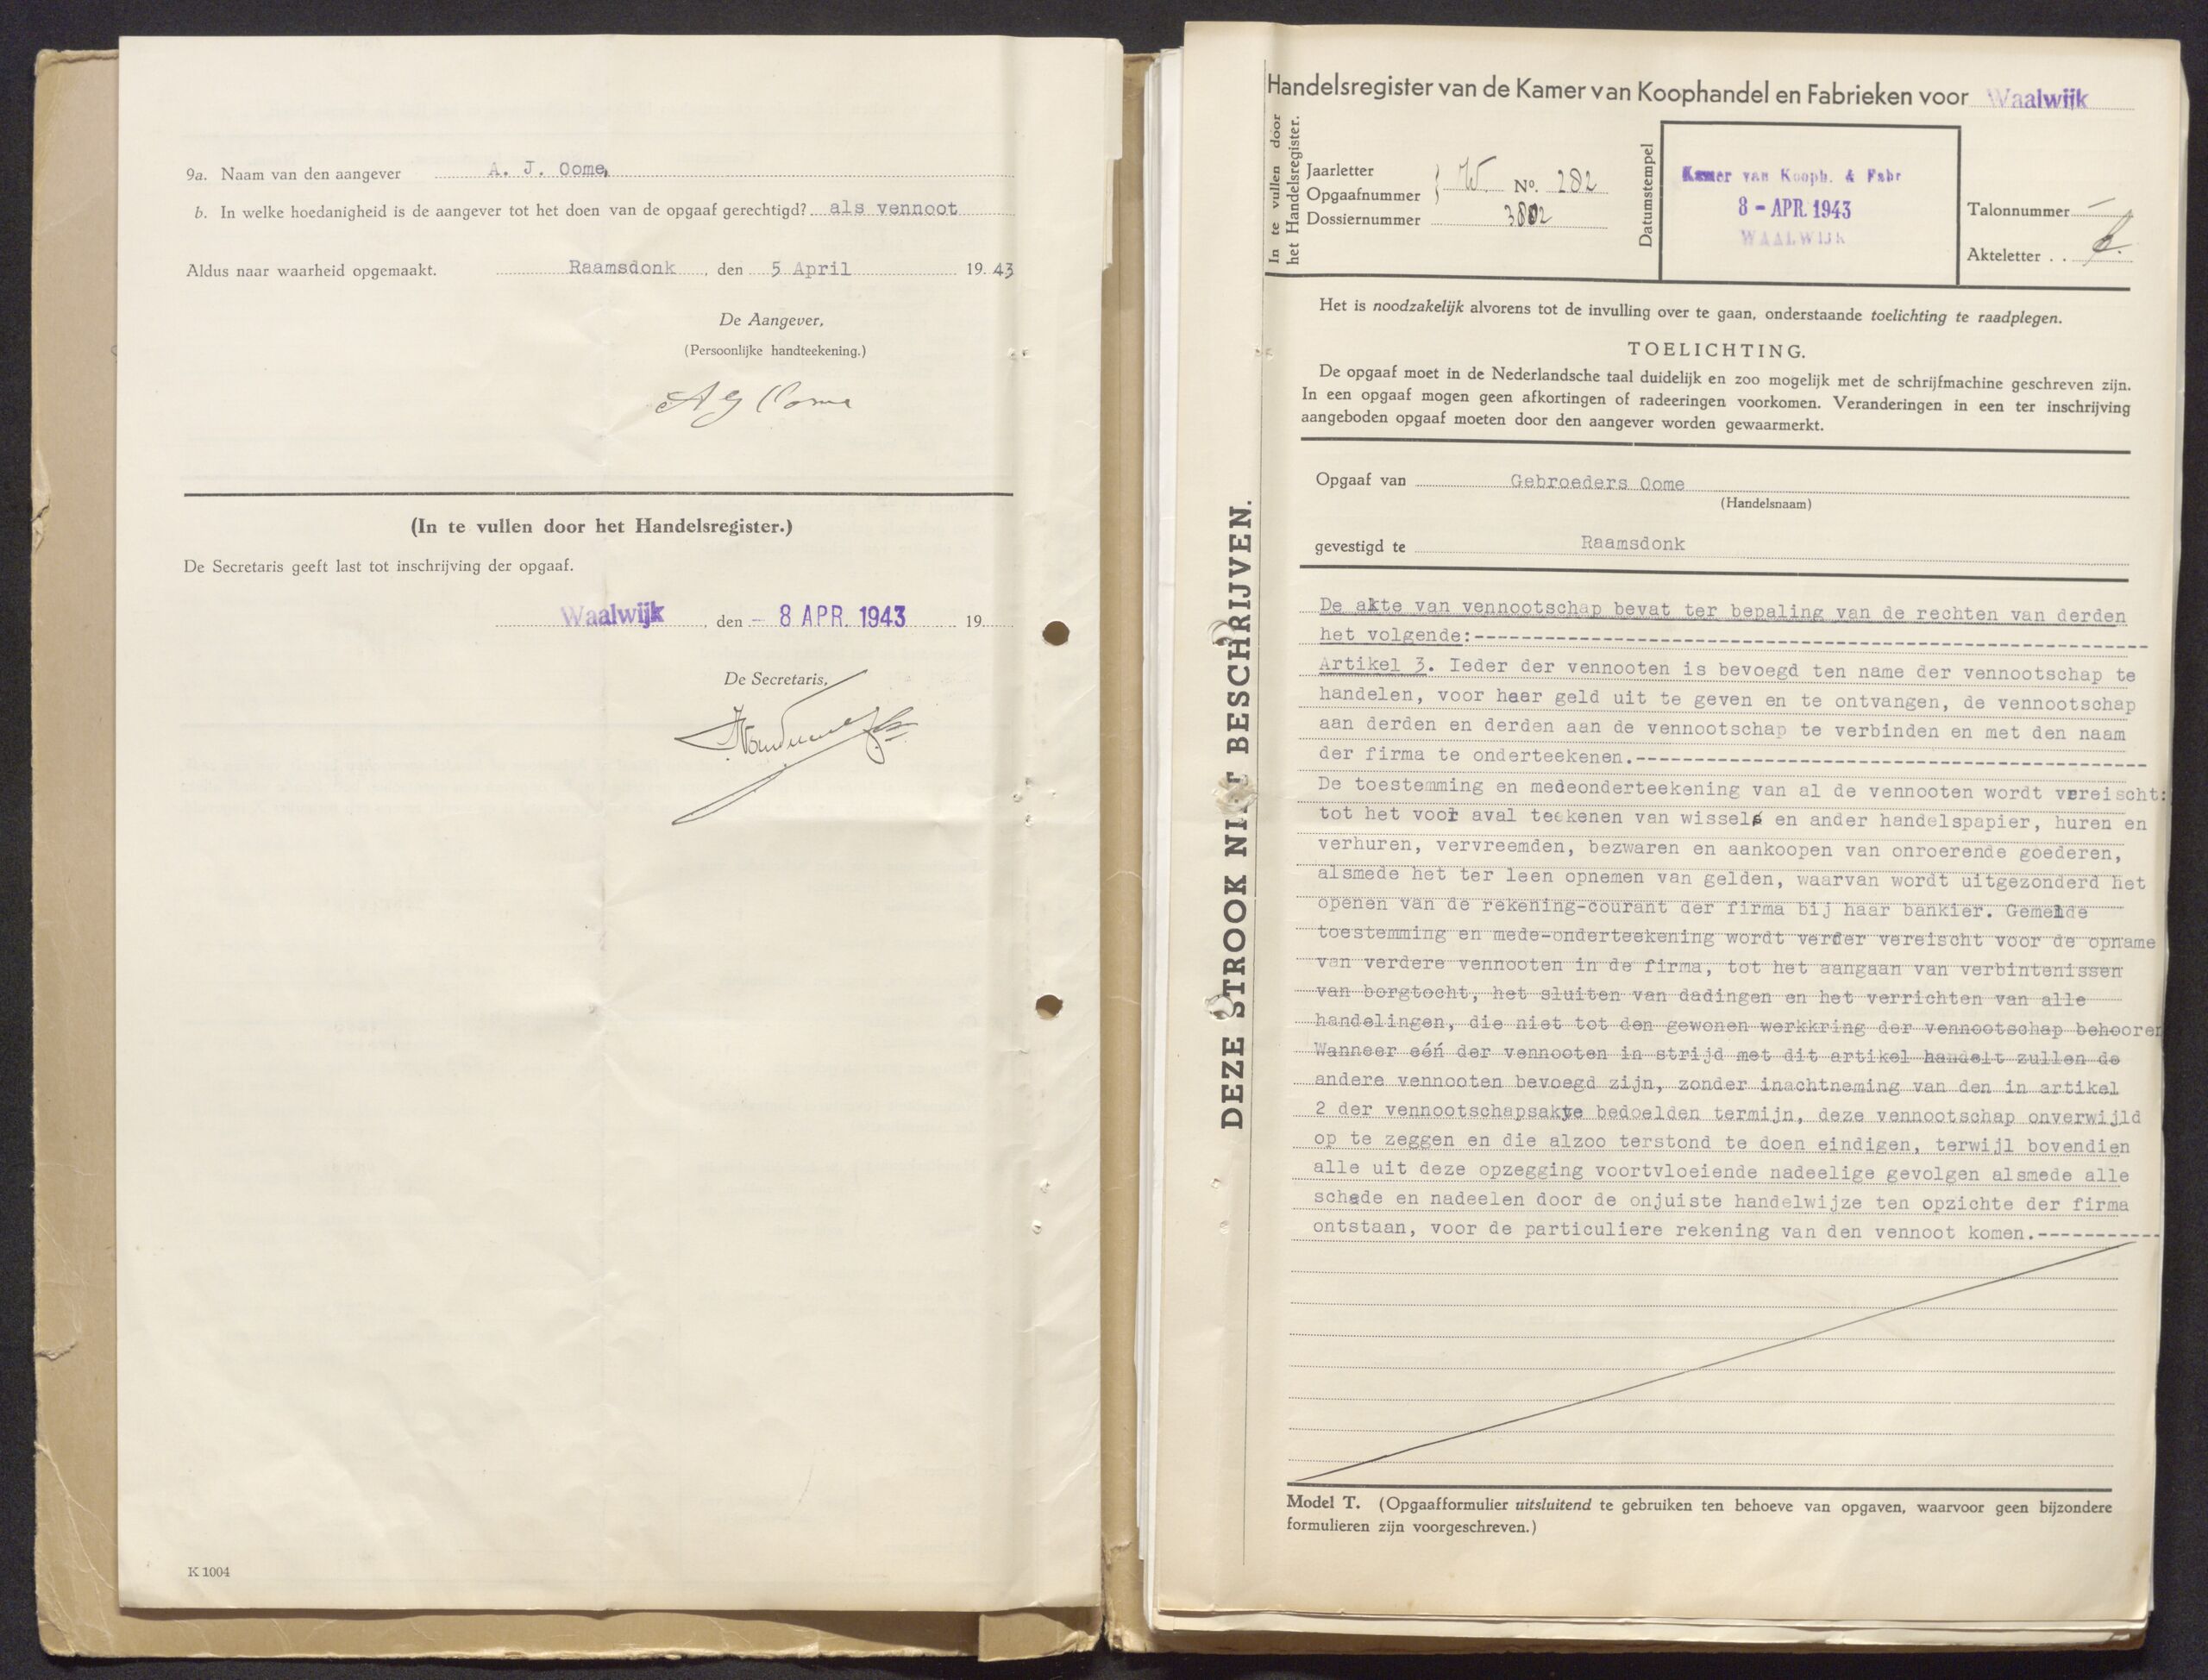 9a. Naam van den aangever A. J. Oome,
b. In welke hoedanigheid is de aangever tot het doen van de opgaaf gerechtigd? als vennoot
Aldus naar waarheid opgemaakt. Raamsdonk, den 5 April 19 43
De Aangever,
(Persoonlijke handteekening.)
A J Oome
(In te vullen door het Handelsregister.)
De Secretaris geeft last tot inschrijving der opgaaf.
Waalwijk, den - 8 APR. 1943 19
De Secretaris,
K 1004
Handelsregister van de Kamer van Koophandel en Fabrieken voor Waalwijk
In te vullen door
het Handelsregister.
Jaarletter
Opgaafnummer W. No. 282
Dossiernummer 3882
Datumstempel
Kamer van Kooph. & Fabr
8 - APR. 1943
WAALWIJK
Talonnummer -
Akteletter . .
Het is noodzakelijk alvorens tot de invulling over te gaan, onderstaande toelichting te raadplegen.
TOELICHTING.
De opgaaf moet in de Nederlandsche taal duidelijk en zoo mogelijk met de schrijfmachine geschreven zijn.
In een opgaaf mogen geen afkortingen of radeeringen voorkomen. Veranderingen in een ter inschrijving
aangeboden opgaaf moeten door den aangever worden gewaarmerkt.
Opgaaf van Gebroeders Oome
(Handelsnaam)
gevestigd te Raamsdonk
DEZE STROOK NIET BESCHRIJVEN.
De akte van vennootschap bevat ter bepaling van de rechten van derden
het volgende:----------------------------------------------------------
Artikel 3. Ieder der vennooten is bevoegd ten name der vennootschap te
handelen, voor haar geld uit te geven en te ontvangen, de vennootschap
aan derden en derden aan de vennootschap te verbinden en met den naam
der firma te onderteekenen.--------------------------------------------
De toestemming en medeonderteekening van al de vennooten wordt vereischt:
tot het voor aval teekenen van wissels en ander handelspapier, huren en
verhuren, vervreemden, bezwaren en aankoopen van onroerende goederen,
alsmede het ter leen opnemen van gelden, waarvan wordt uitgezonderd het
openen van de rekening-courant der firma bij haar bankier. Gemelde
toestemming en mede-onderteekening wordt verder vereischt voor de opname
van verdere vennooten in de firma, tot het aangaan van verbintenissen
van borgtocht, het sluiten van dadingen en het verrichten van alle
handelingen, die niet tot den gewonen werkkring der vennootschap behooren
Wanneer één der vennooten in strijd met dit artikel handelt zullen de
andere vennooten bevoegd zijn, zonder inachtneming van den in artikel
2 der vennootschapsakte bedoelden termijn, deze vennootschap onverwijld
op te zeggen en die alzoo terstond te doen eindigen, terwijl bovendien
alle uit deze opzegging voortvloeiende nadeelige gevolgen alsmede alle
schade en nadeelen door de onjuiste handelwijze ten opzichte der firma
ontstaan, voor de particuliere rekening van den vennoot komen.-----------
Model T. (Opgaafformulier uitsluitend te gebruiken ten behoeve van opgaven, waarvoor geen bijzondere
formulieren zijn voorgeschreven.)